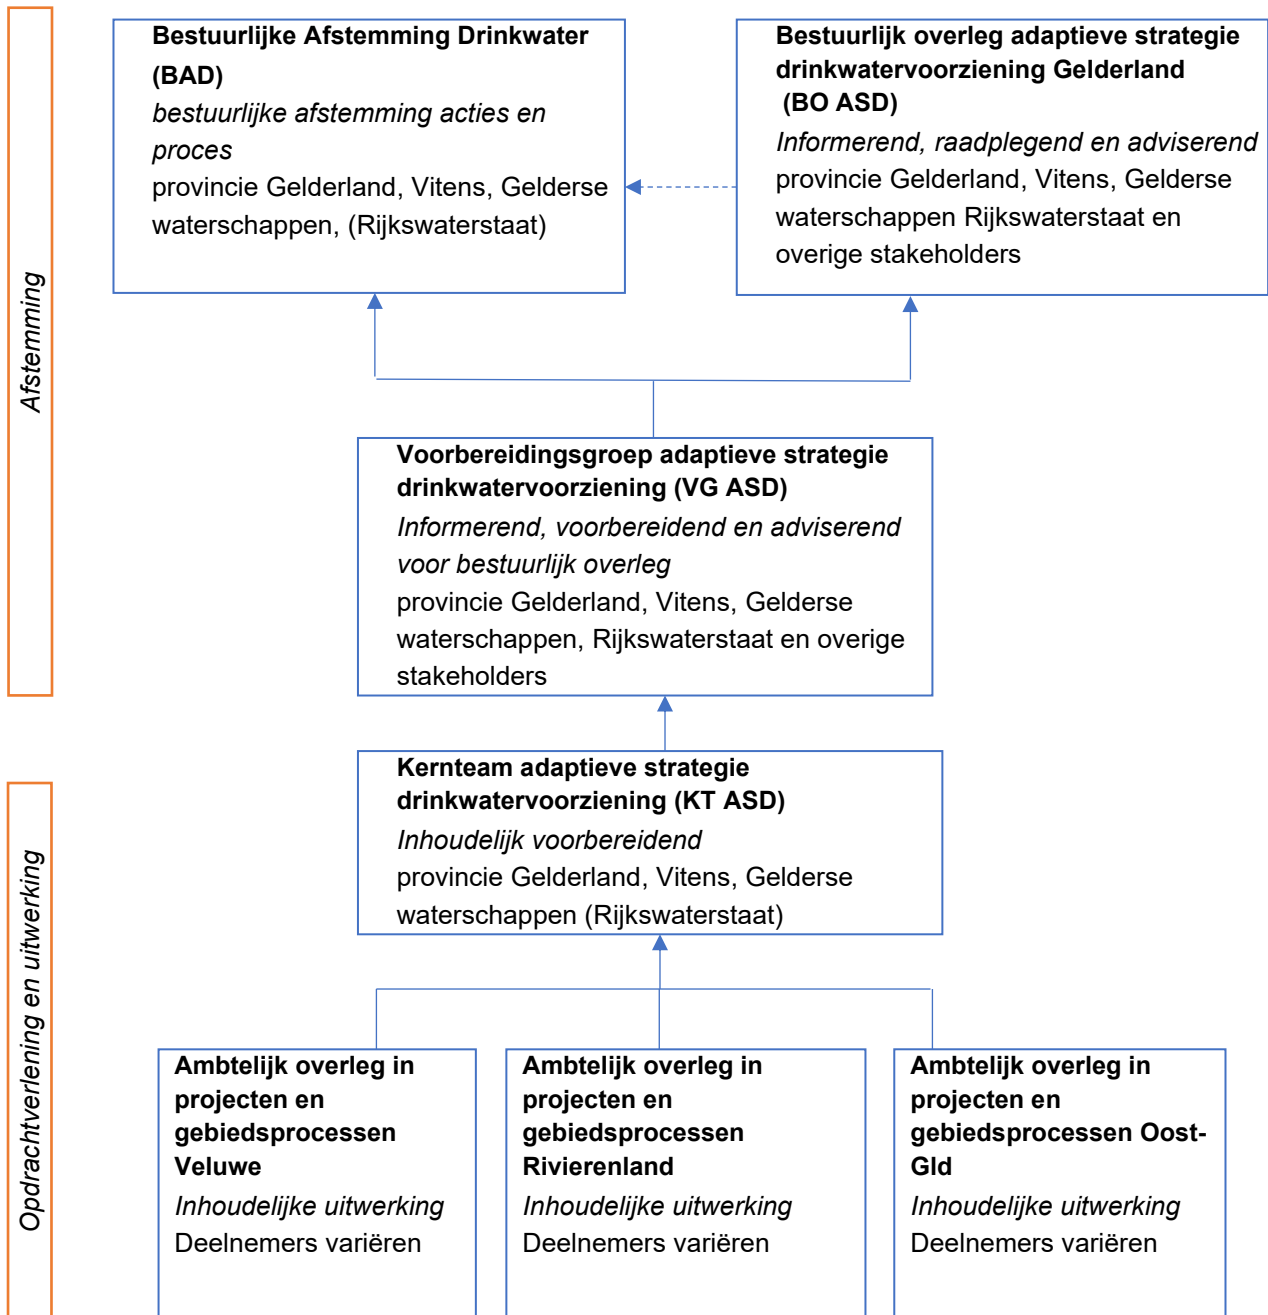 Afstemming
Bestuurlijke Afstemming Drinkwater
(BAD)
bestuurlijke afstemming acties en
proces
provincie Gelderland, Vitens, Gelderse
waterschappen, (Rijkswaterstaat)
Bestuurlijk overleg adaptieve strategie
drinkwatervoorziening Gelderland
(BO ASD)
Informerend, raadplegend en adviserend
provincie Gelderland, Vitens, Gelderse
waterschappen Rijkswaterstaat en
overige stakeholders
Voorbereidingsgroep adaptieve strategie
drinkwatervoorziening (VG ASD)
Informerend, voorbereidend en adviserend
voor bestuurlijk overleg
provincie Gelderland, Vitens, Gelderse
waterschappen, Rijkswaterstaat en overige
stakeholders
Opdrachtverlening en uitwerking
Kernteam adaptieve strategie
drinkwatervoorziening (KT ASD)
Inhoudelijk voorbereidend
provincie Gelderland, Vitens, Gelderse
waterschappen (Rijkswaterstaat)
Ambtelijk overleg in
projecten en
gebiedsprocessen
Veluwe
Inhoudelijke uitwerking
Deelnemers variëren
Ambtelijk overleg in
projecten en
gebiedsprocessen
Rivierenland
Inhoudelijke uitwerking
Deelnemers variëren
Ambtelijk overleg in
projecten en
gebiedsprocessen Oost-
Gld
Inhoudelijke uitwerking
Deelnemers variëren